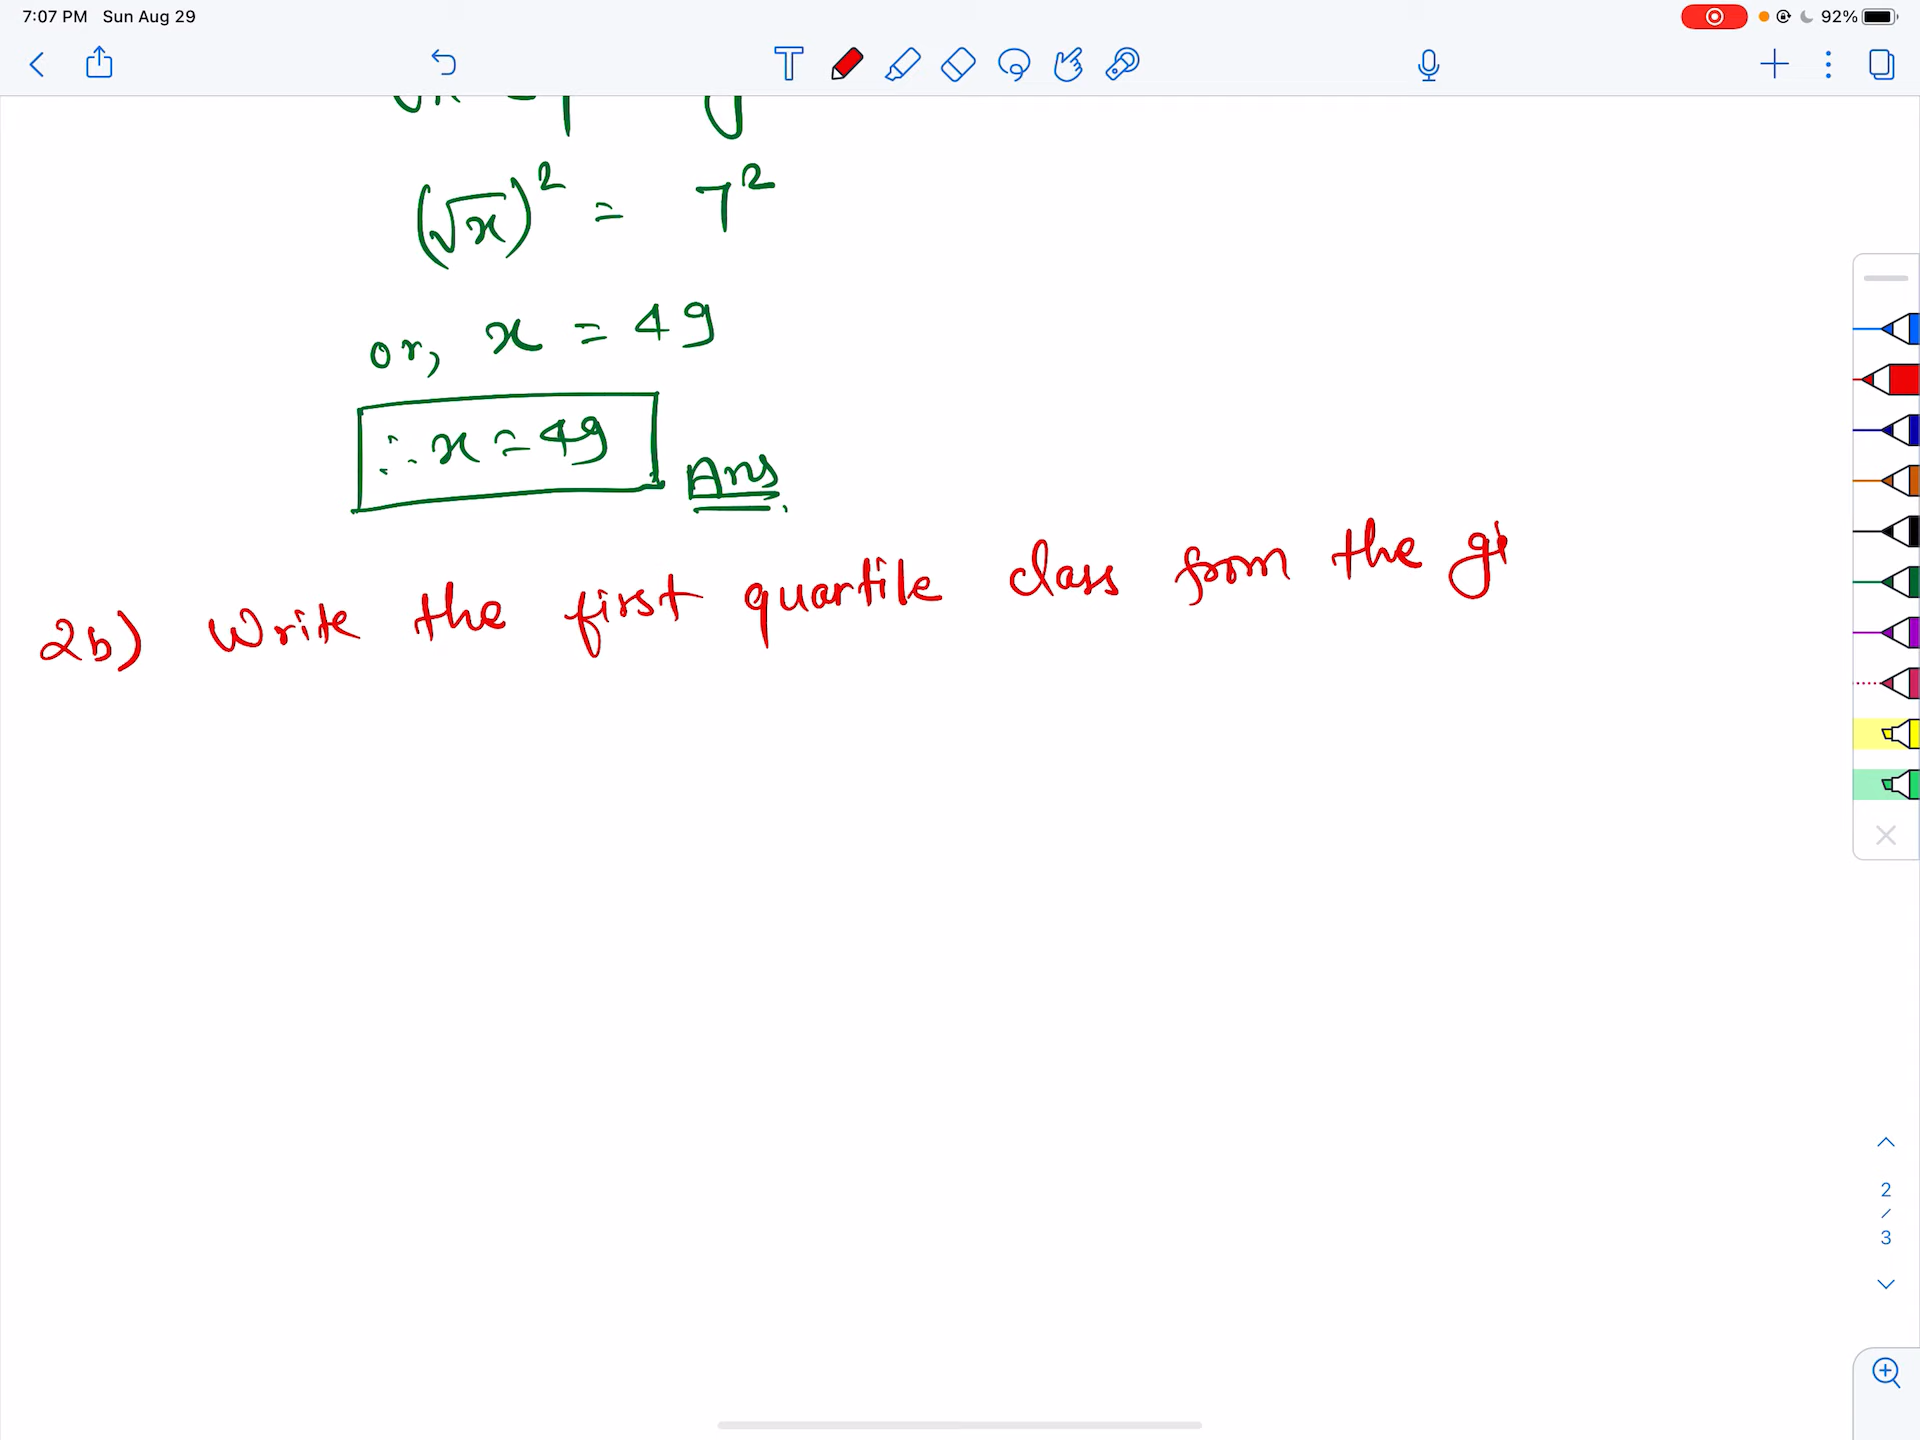 7:07 PM Sun Aug 29
92%
(√x)² = 7²
or, x = 49
∴ x = 49
Ans.
2b) Write the first quartile class from the gi
2
/
3